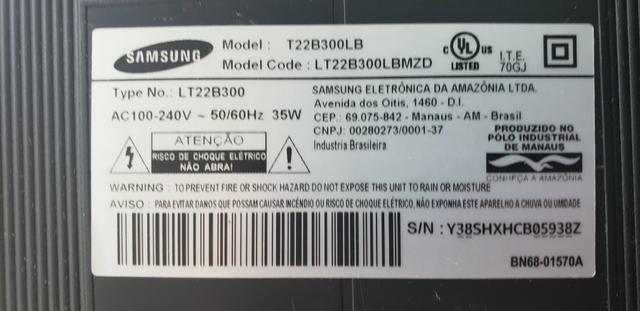 SAMSUNG
Model : T22B300LB
Model Code : LT22B300LBMZD
C UL US
LISTED
I.T.E.
70GJ
Type No.: LT22B300
AC100-240V ~ 50/60Hz 35W
SAMSUNG ELETRÔNICA DA AMAZÔNIA LTDA.
Avenida dos Oitis, 1460 - D.I.
CEP.: 69.075-842 - Manaus - AM - Brasil
CNPJ: 00280273/0001-37
Industria Brasileira
PRODUZIDO NO
PÓLO INDUSTRIAL
DE MANAUS
CONHEÇA A AMAZÔNIA
ATENÇÃO
RISCO DE CHOQUE ELÉTRICO
NÃO ABRA!
WARNING : TO PREVENT FIRE OR SHOCK HAZARD DO NOT EXPOSE THIS UNIT TO RAIN OR MOISTURE
AVISO : PARA EVITAR DANOS QUE POSSAM CAUSAR INCÊNDIO OU RISCO DE CHOQUE ELÉTRICO, NÃO EXPONHA ESTE APARELHO A CHUVA OU UMIDADE
S/N : Y38SHXHCB05938Z
BN68-01570A